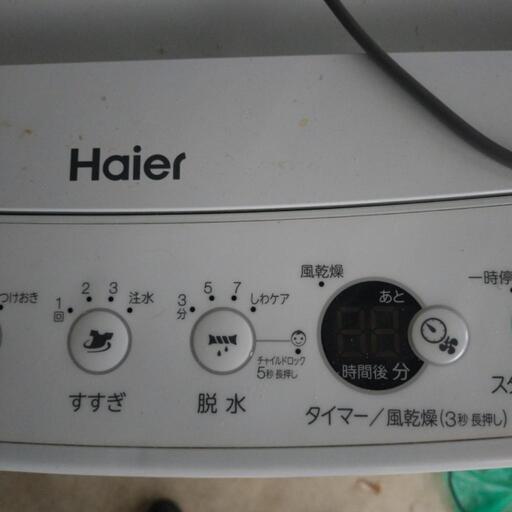 Haier
つけおき
1回
2
3
注水
すすぎ
3分
5
7
しわケア
チャイルドロック
5秒長押し
脱水
風乾燥
あと
88
時間後 分
タイマー/風乾燥(3秒長押し)
一時停
スタ